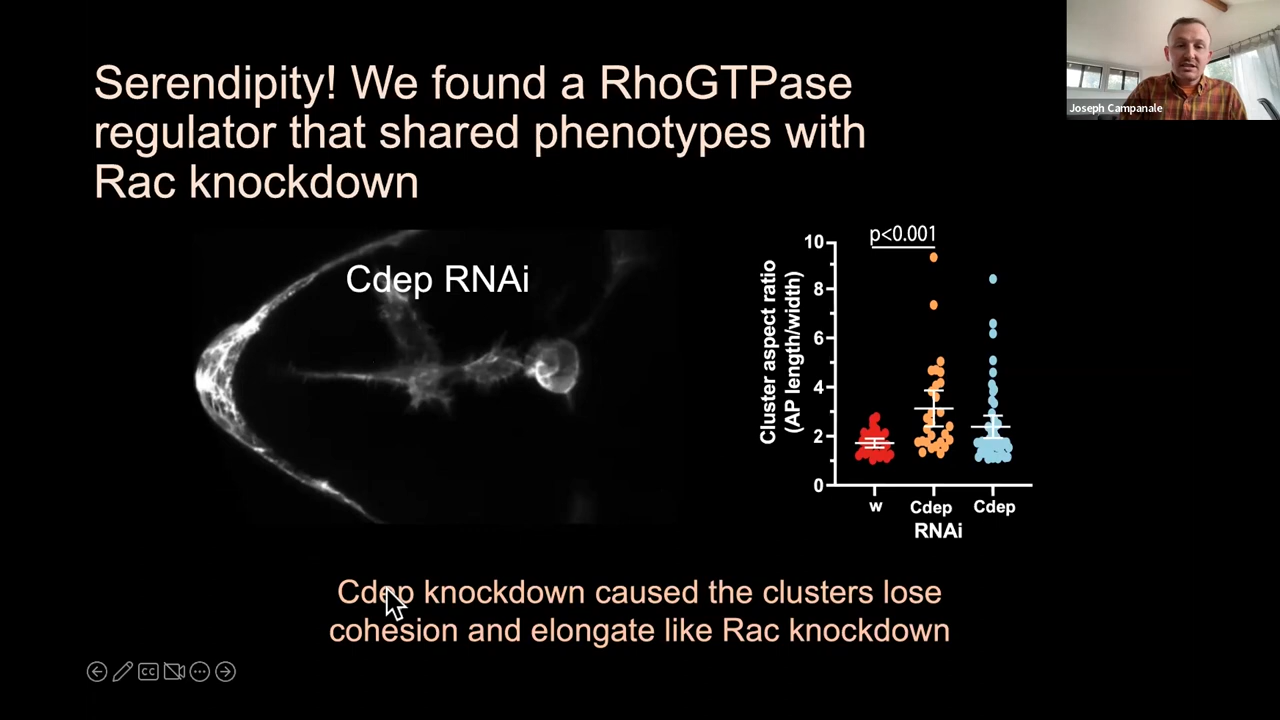 Serendipity! We found a RhoGTPase
regulator that shared phenotypes with
Rac knockdown
Joseph Campanale
Cdep RNAi
p<0.001
Cluster aspect ratio
(AP length/width)
10
8
6
4
2
0
w
Cdep
Cdep
RNAi
Cdep knockdown caused the clusters lose
cohesion and elongate like Rac knockdown
CC